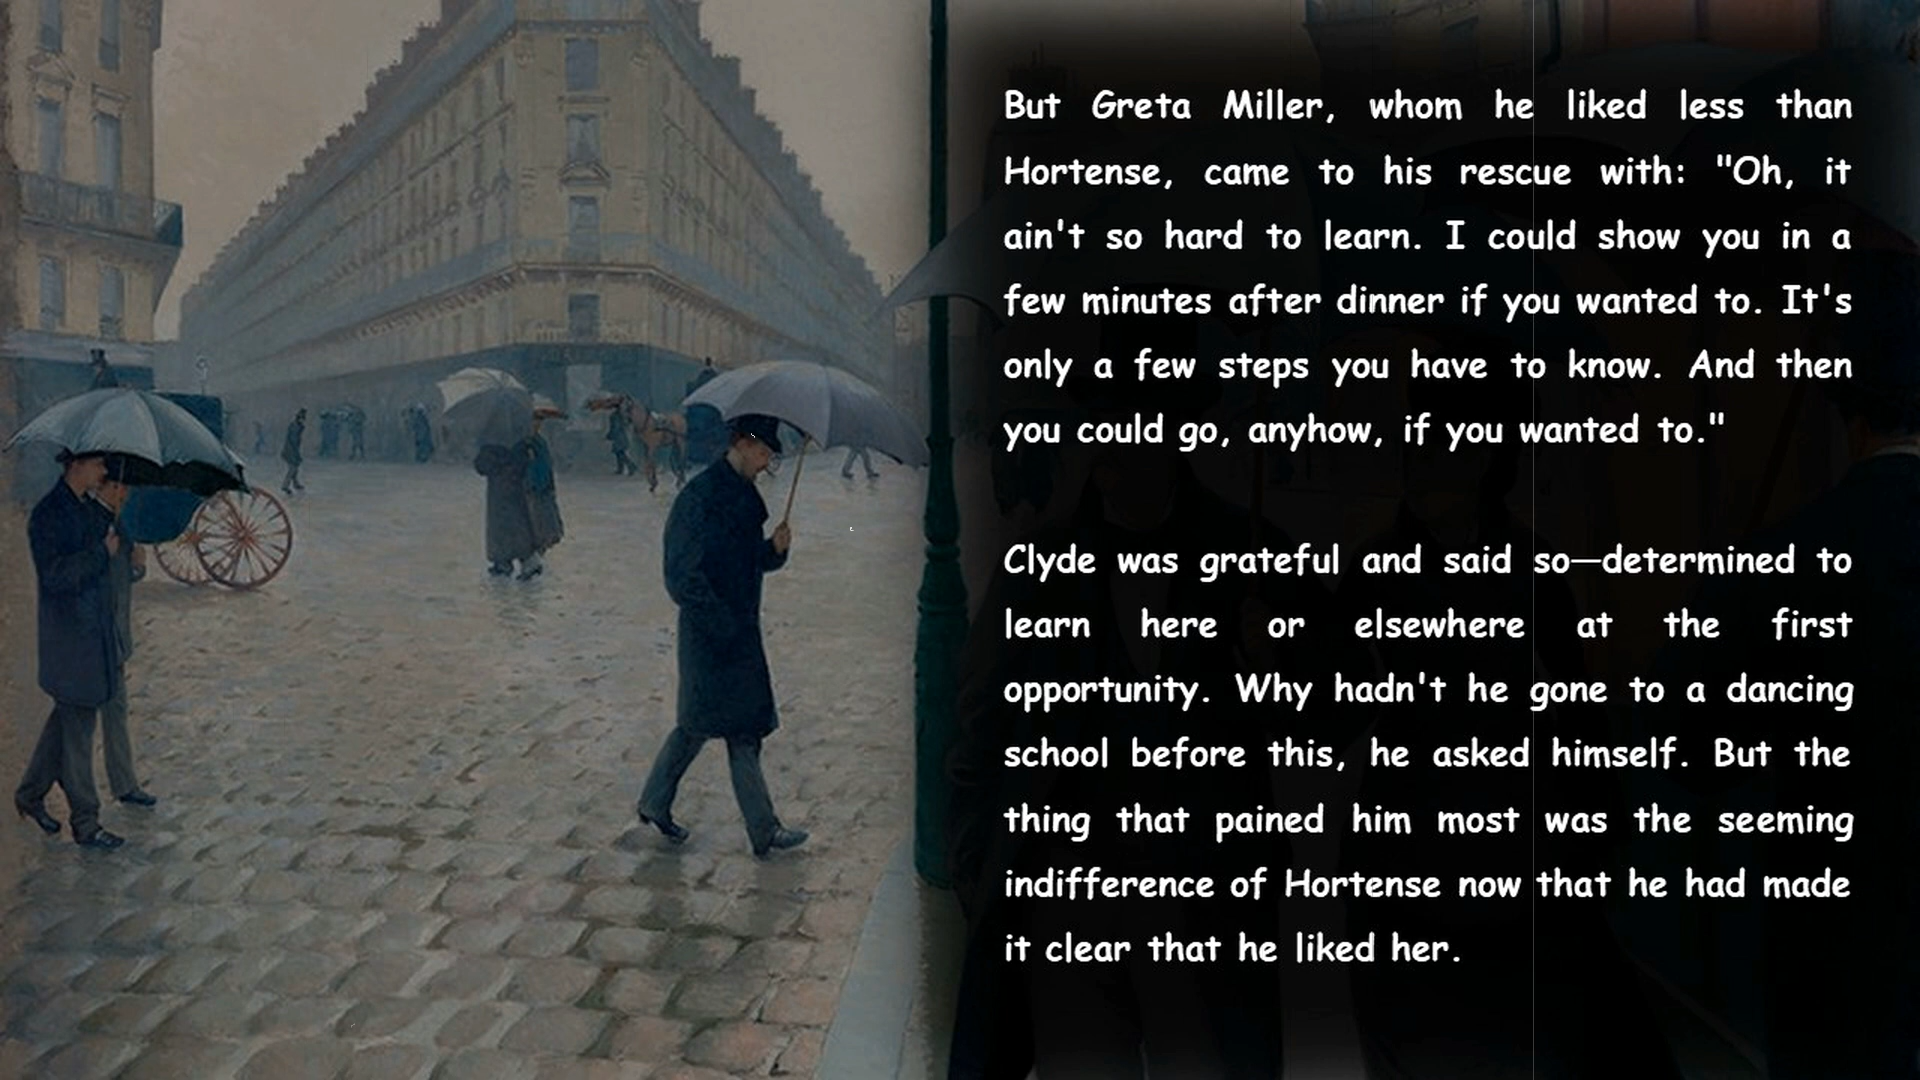 But Greta Miller, whom he liked less than
Hortense, came to his rescue with: "Oh, it
ain't so hard to learn. I could show you in a
few minutes after dinner if you wanted to. It's
only a few steps you have to know. And then
you could go, anyhow, if you wanted to."
Clyde was grateful and said so—determined to
learn here or elsewhere at the first
opportunity. Why hadn't he gone to a dancing
school before this, he asked himself. But the
thing that pained him most was the seeming
indifference of Hortense now that he had made
it clear that he liked her.